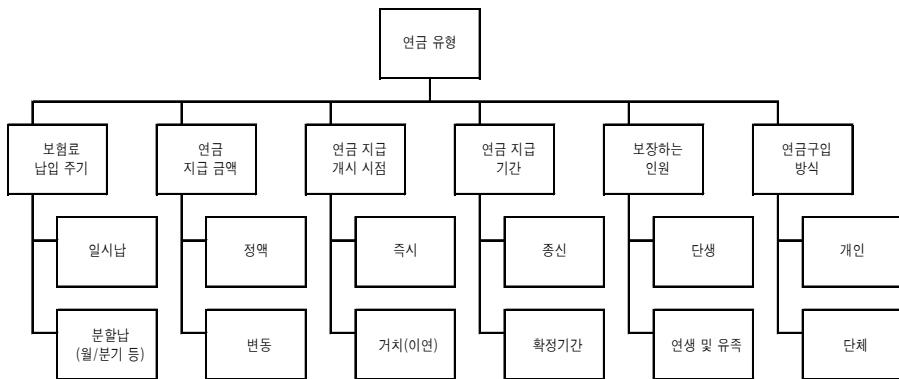 연금 유형
보험료
납입 주기
연금
지급 금액
연금 지급
개시 시점
연금 지급
기간
보장하는
인원
연금구입
방식
일시납
정액
즉시
종신
단생
개인
분할납
(월/분기 등)
변동
거치(이연)
확정기간
연생 및 유족
단체